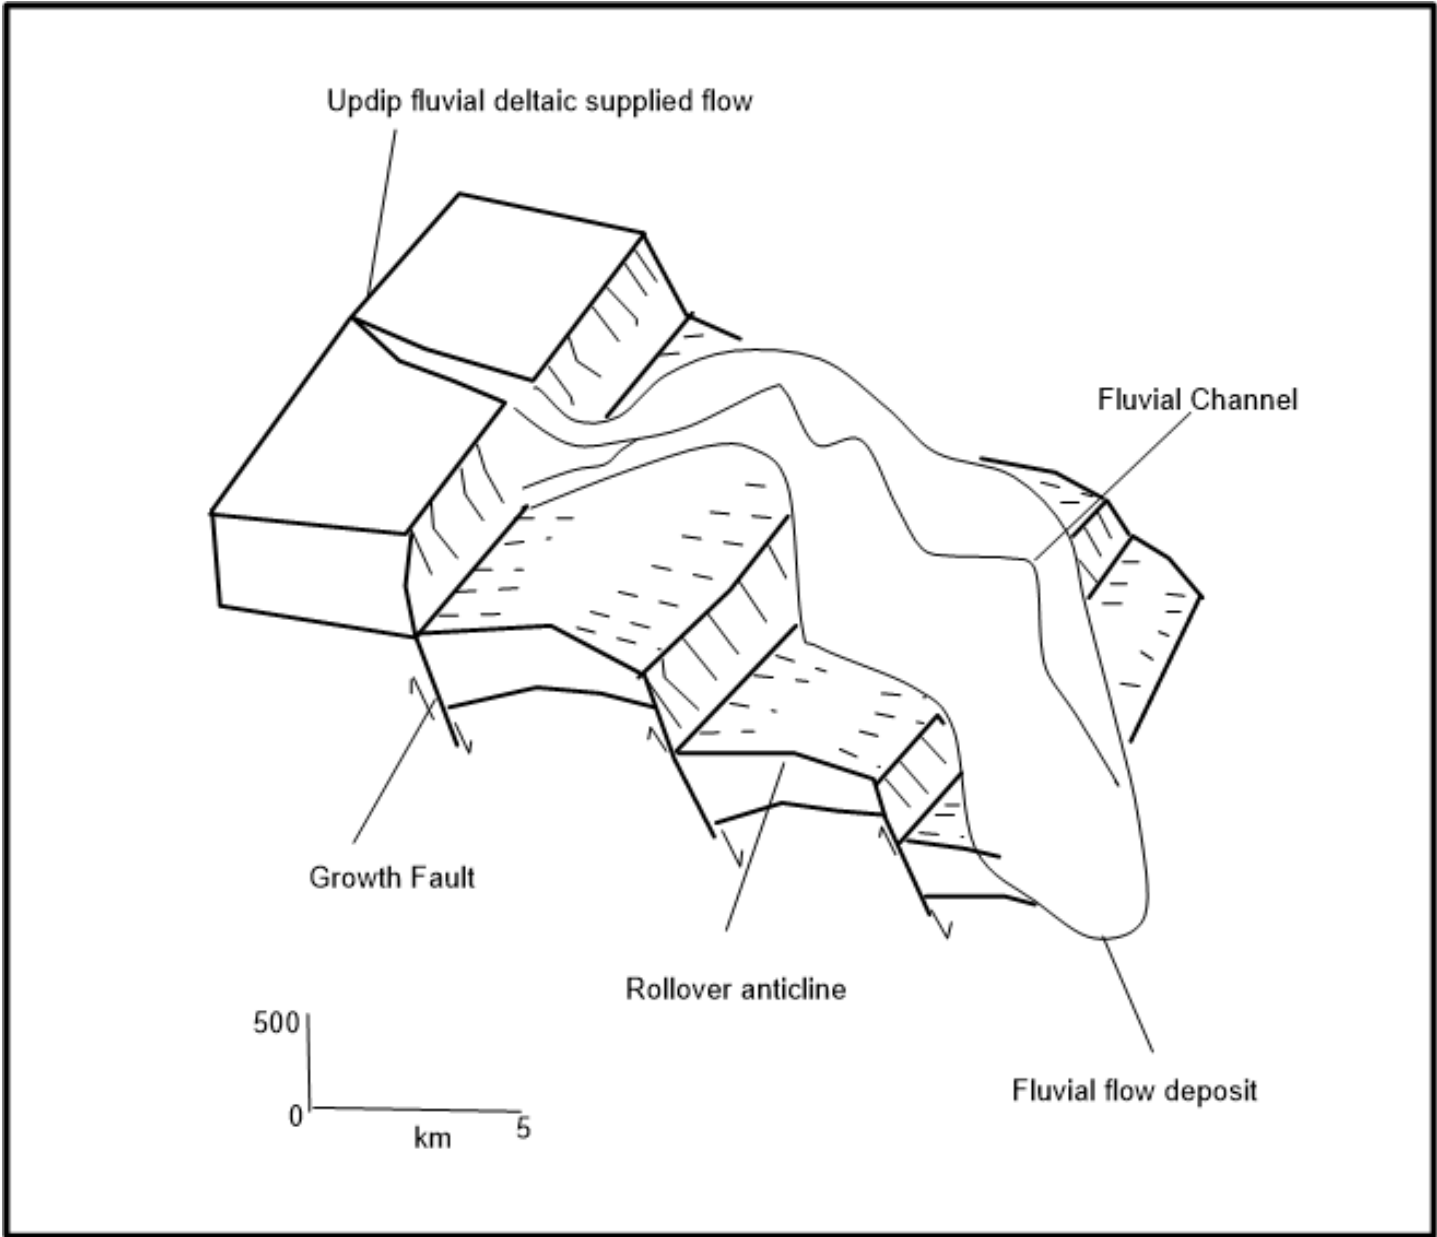 Updip fluvial deltaic supplied flow
Fluvial Channel
Growth Fault
Rollover anticline
500
0
km
5
Fluvial flow deposit